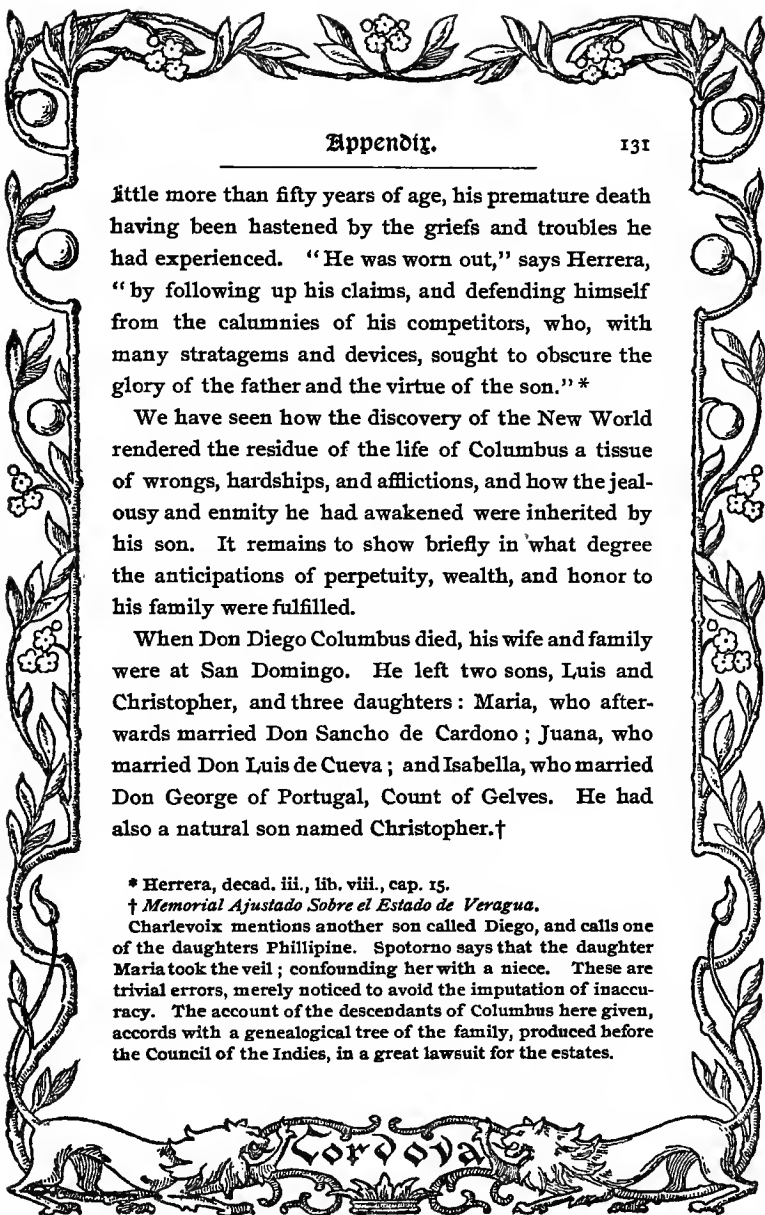 Appendix. 131
little more than fifty years of age, his premature death
having been hastened by the griefs and troubles he
had experienced. "He was worn out," says Herrera,
"by following up his claims, and defending himself
from the calumnies of his competitors, who, with
many stratagems and devices, sought to obscure the
glory of the father and the virtue of the son." *
We have seen how the discovery of the New World
rendered the residue of the life of Columbus a tissue
of wrongs, hardships, and afflictions, and how the jeal-
ousy and enmity he had awakened were inherited by
his son. It remains to show briefly in what degree
the anticipations of perpetuity, wealth, and honor to
his family were fulfilled.
When Don Diego Columbus died, his wife and family
were at San Domingo. He left two sons, Luis and
Christopher, and three daughters : Maria, who after-
wards married Don Sancho de Cardono ; Juana, who
married Don Luis de Cueva ; and Isabella, who married
Don George of Portugal, Count of Gelves. He had
also a natural son named Christopher.†
* Herrera, decad. iii., lib. viii., cap. 15.
† Memorial Ajustado Sobre el Estado de Veragua.
Charlevoix mentions another son called Diego, and calls one
of the daughters Phillipine. Spotorno says that the daughter
Maria took the veil ; confounding her with a niece. These are
trivial errors, merely noticed to avoid the imputation of inaccu-
racy. The account of the descendants of Columbus here given,
accords with a genealogical tree of the family, produced before
the Council of the Indies, in a great lawsuit for the estates.
Cordova